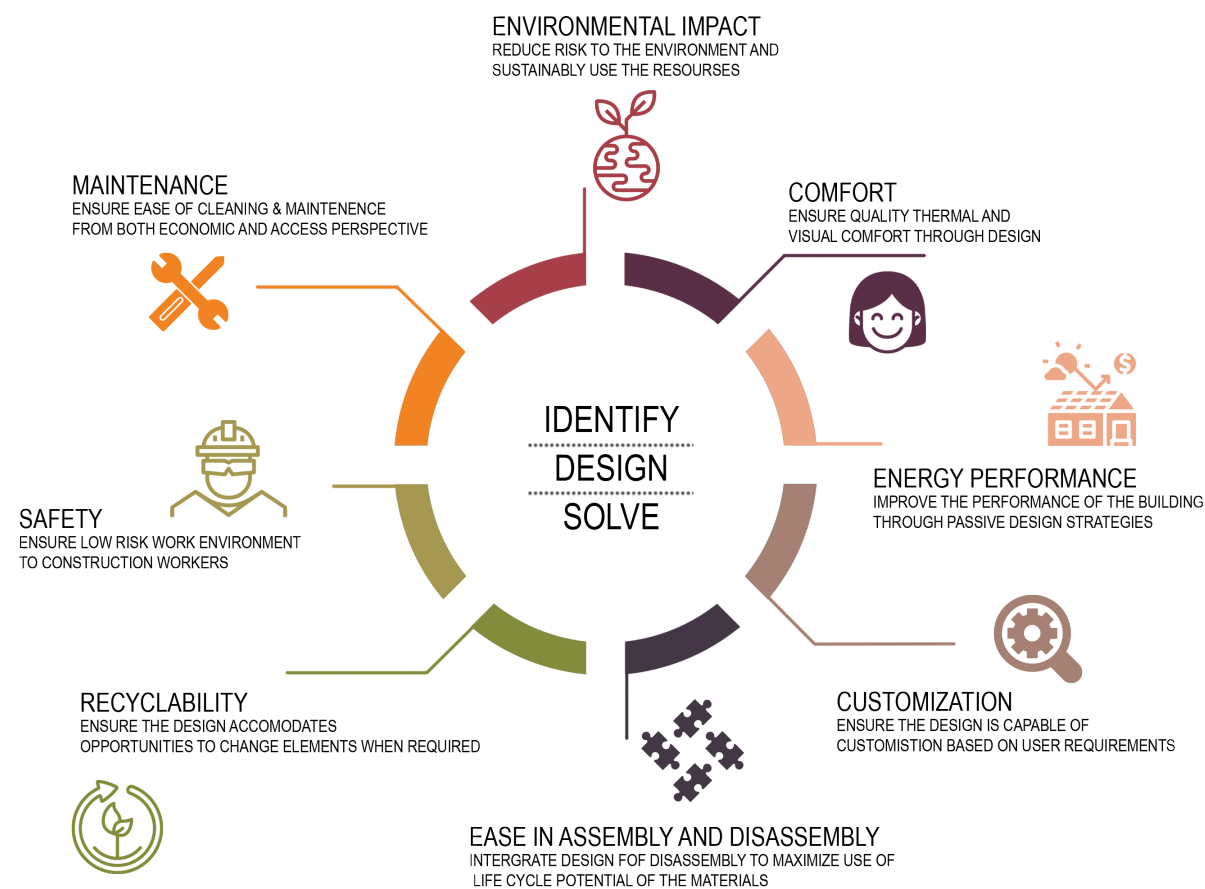 ENVIRONMENTAL IMPACT
REDUCE RISK TO THE ENVIRONMENT AND
SUSTAINABLY USE THE RESOURSES
MAINTENANCE
ENSURE EASE OF CLEANING & MAINTENENCE
FROM BOTH ECONOMIC AND ACCESS PERSPECTIVE
COMFORT
ENSURE QUALITY THERMAL AND
VISUAL COMFORT THROUGH DESIGN
$
IDENTIFY
DESIGN
SOLVE
ENERGY PERFORMANCE
IMPROVE THE PERFORMANCE OF THE BUILDING
THROUGH PASSIVE DESIGN STRATEGIES
SAFETY
ENSURE LOW RISK WORK ENVIRONMENT
TO CONSTRUCTION WORKERS
RECYCLABILITY
ENSURE THE DESIGN ACCOMODATES
OPPORTUNITIES TO CHANGE ELEMENTS WHEN REQUIRED
CUSTOMIZATION
ENSURE THE DESIGN IS CAPABLE OF
CUSTOMISTION BASED ON USER REQUIREMENTS
EASE IN ASSEMBLY AND DISASSEMBLY
INTERGRATE DESIGN FOF DISASSEMBLY TO MAXIMIZE USE OF
LIFE CYCLE POTENTIAL OF THE MATERIALS